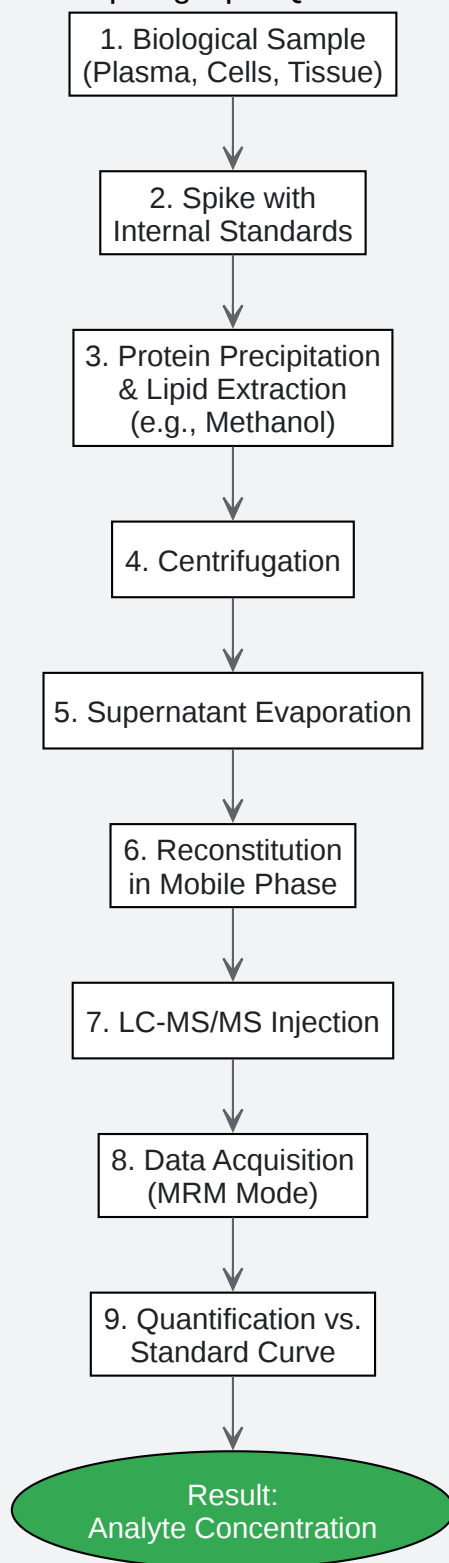 1. Biological Sample
(Plasma, Cells, Tissue)
2. Spike with
Internal Standards
3. Protein Precipitation
& Lipid Extraction
(e.g., Methanol)
4. Centrifugation
5. Supernatant Evaporation
6. Reconstitution
in Mobile Phase
7. LC-MS/MS Injection
8. Data Acquisition
(MRM Mode)
9. Quantification vs.
Standard Curve
Result:
Analyte Concentration